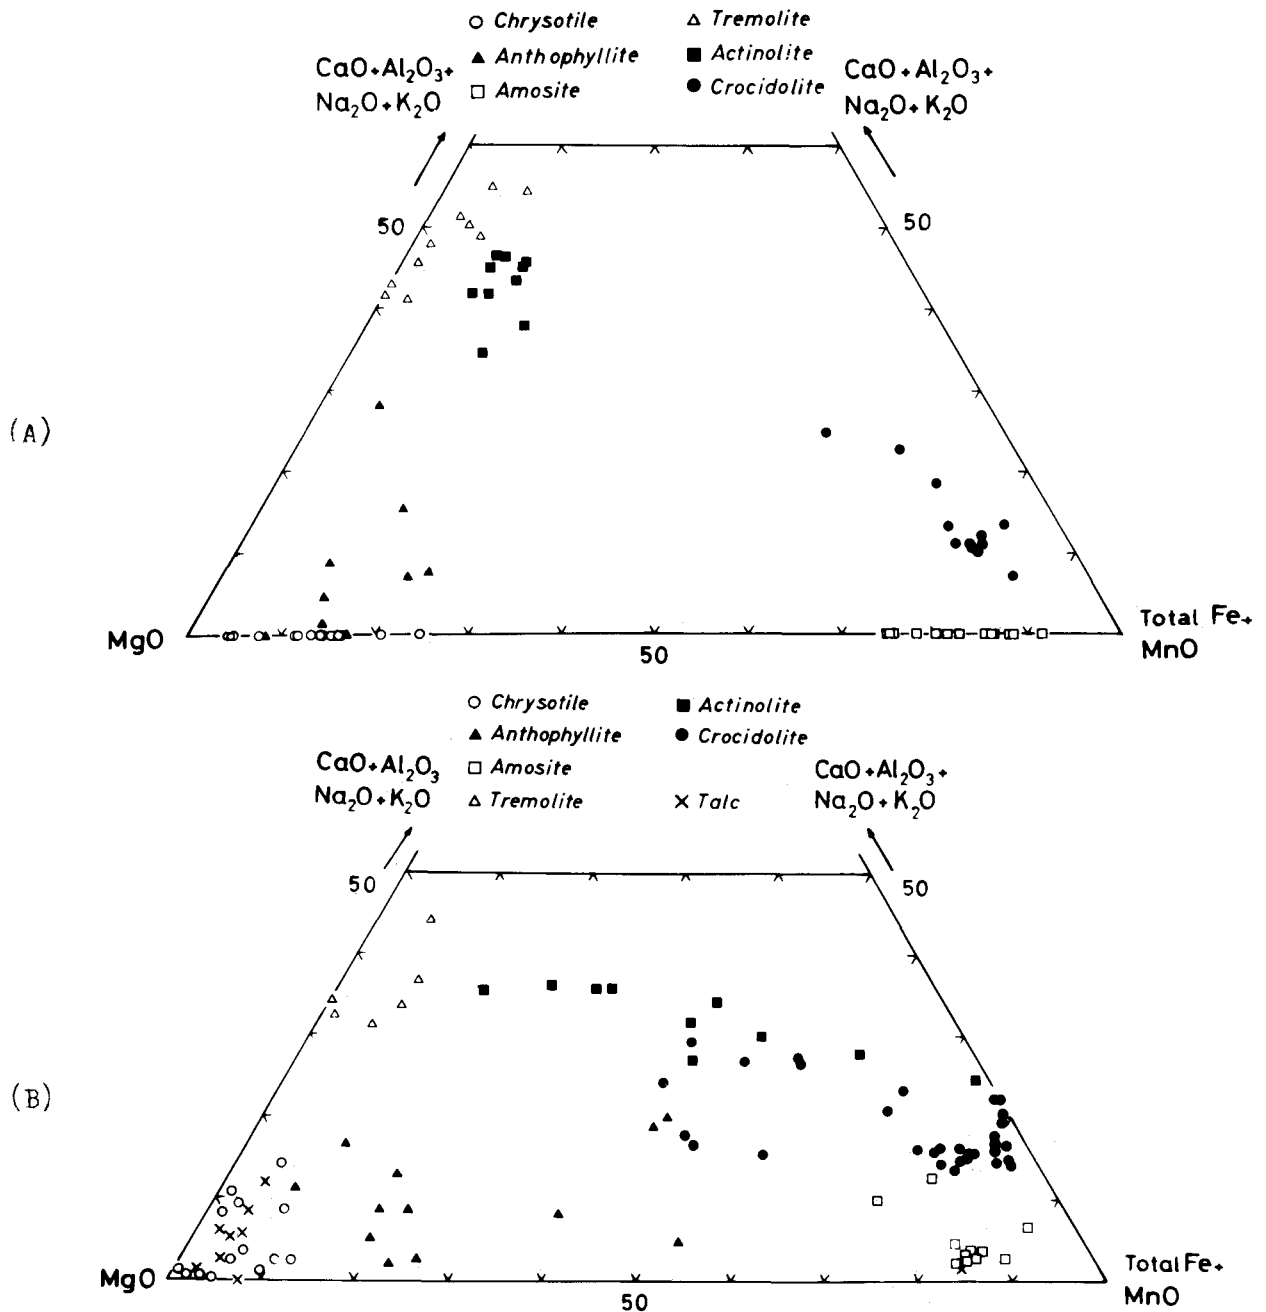 Chrysotile
Anthophyllite
Amosite
Tremolite
Actinolite
Crocidolite
CaO+Al₂O₃+
Na₂O+K₂O
CaO+Al₂O₃+
Na₂O+K₂O
50
50
(A)
MgO
50
Total Fe+
MnO
Chrysotile
Anthophyllite
Amosite
Tremolite
Actinolite
Crocidolite
Talc
CaO+Al₂O₃
Na₂O+K₂O
CaO+Al₂O₃+
Na₂O+K₂O
50
50
(B)
MgO
50
Total Fe+
MnO